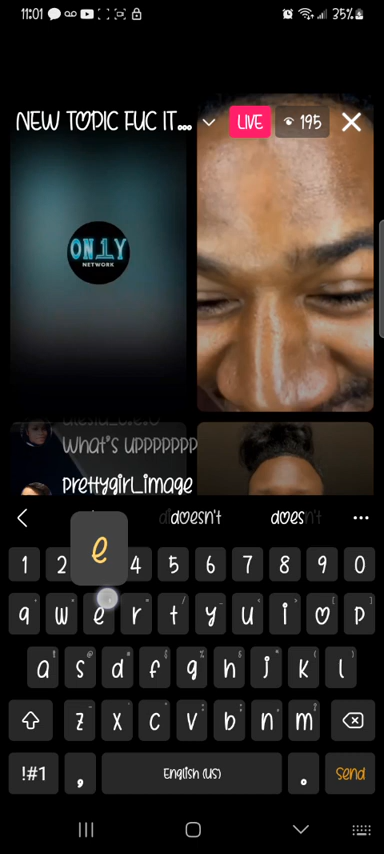 11:01 35%
NEW TOPIC FUC IT... LIVE 195
ON1Y
NETWORK
What's UPPPPPPP
prettygirl_image
doesn't does
e
1 2 4 5 6 7 8 9 0
q w e r t y u i o p
a s d f g h j k l
z x c v b n m
!#1 , English (US) . Send